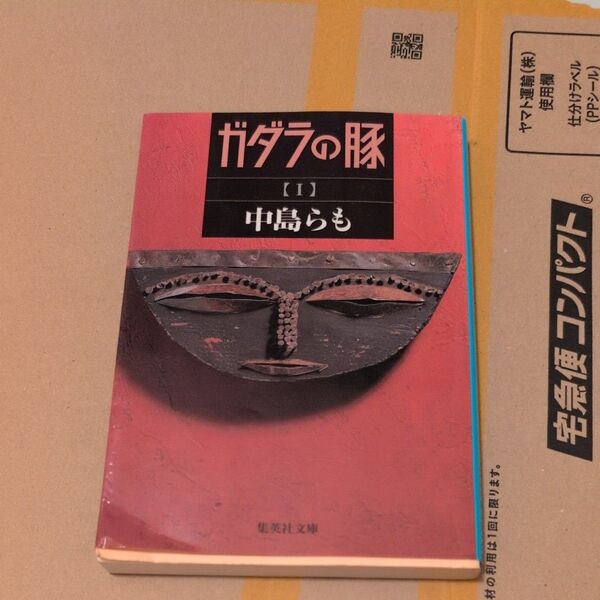 ガダラの豚
【I】
中島らも
集英社文庫
ヤマト運輸(株)
使用欄
仕分けラベル
(PPシール)
宅急便 コンパクト®
材の利用は1回に限ります。